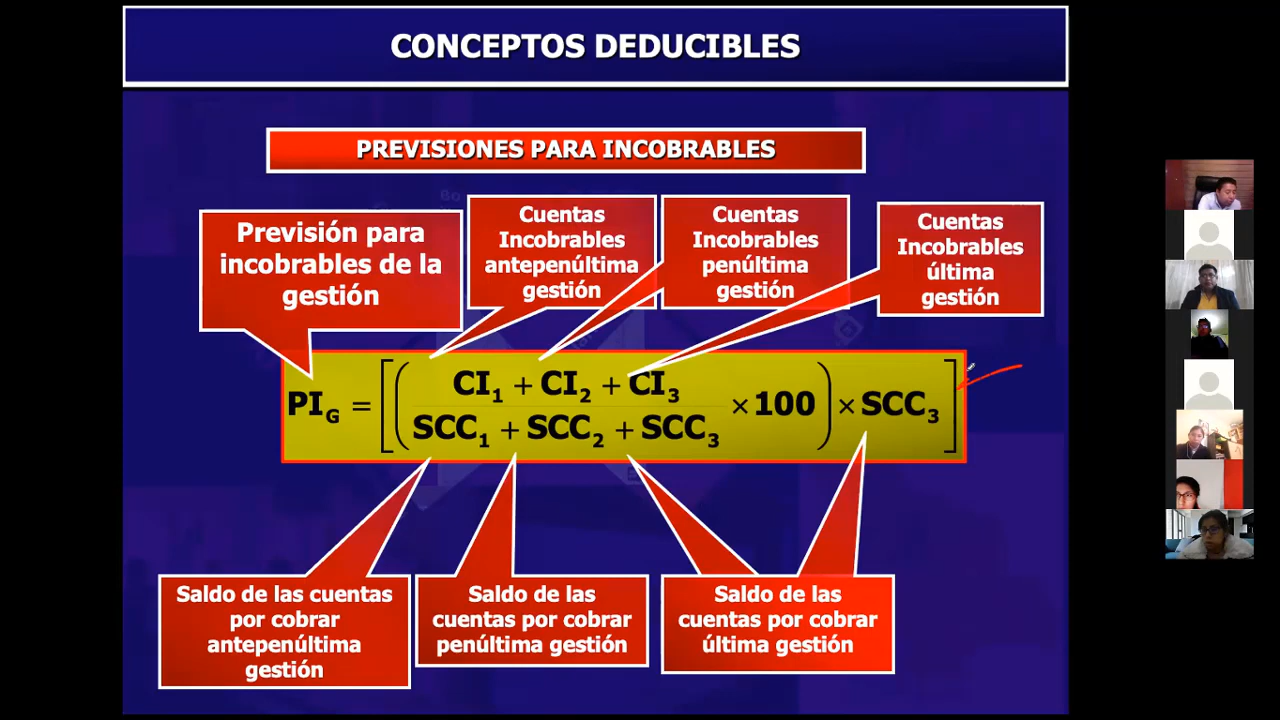 CONCEPTOS DEDUCIBLES
PREVISIONES PARA INCOBRABLES
Previsión para
incobrables de la
gestión
Cuentas
Incobrables
antepenúltima
gestión
Cuentas
Incobrables
penúltima
gestión
Cuentas
Incobrables
última
gestión
PI_G = [ ( (CI₁ + CI₂ + CI₃) / (SCC₁ + SCC₂ + SCC₃) × 100 ) × SCC₃ ]
Saldo de las cuentas
por cobrar
antepenúltima
gestión
Saldo de las
cuentas por cobrar
penúltima gestión
Saldo de las
cuentas por cobrar
última gestión